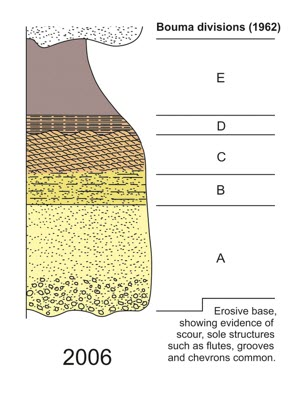 Bouma divisions (1962)
E
D
C
B
A
Erosive base,
showing evidence of
scour, sole structures
such as flutes, grooves
and chevrons common.
2006